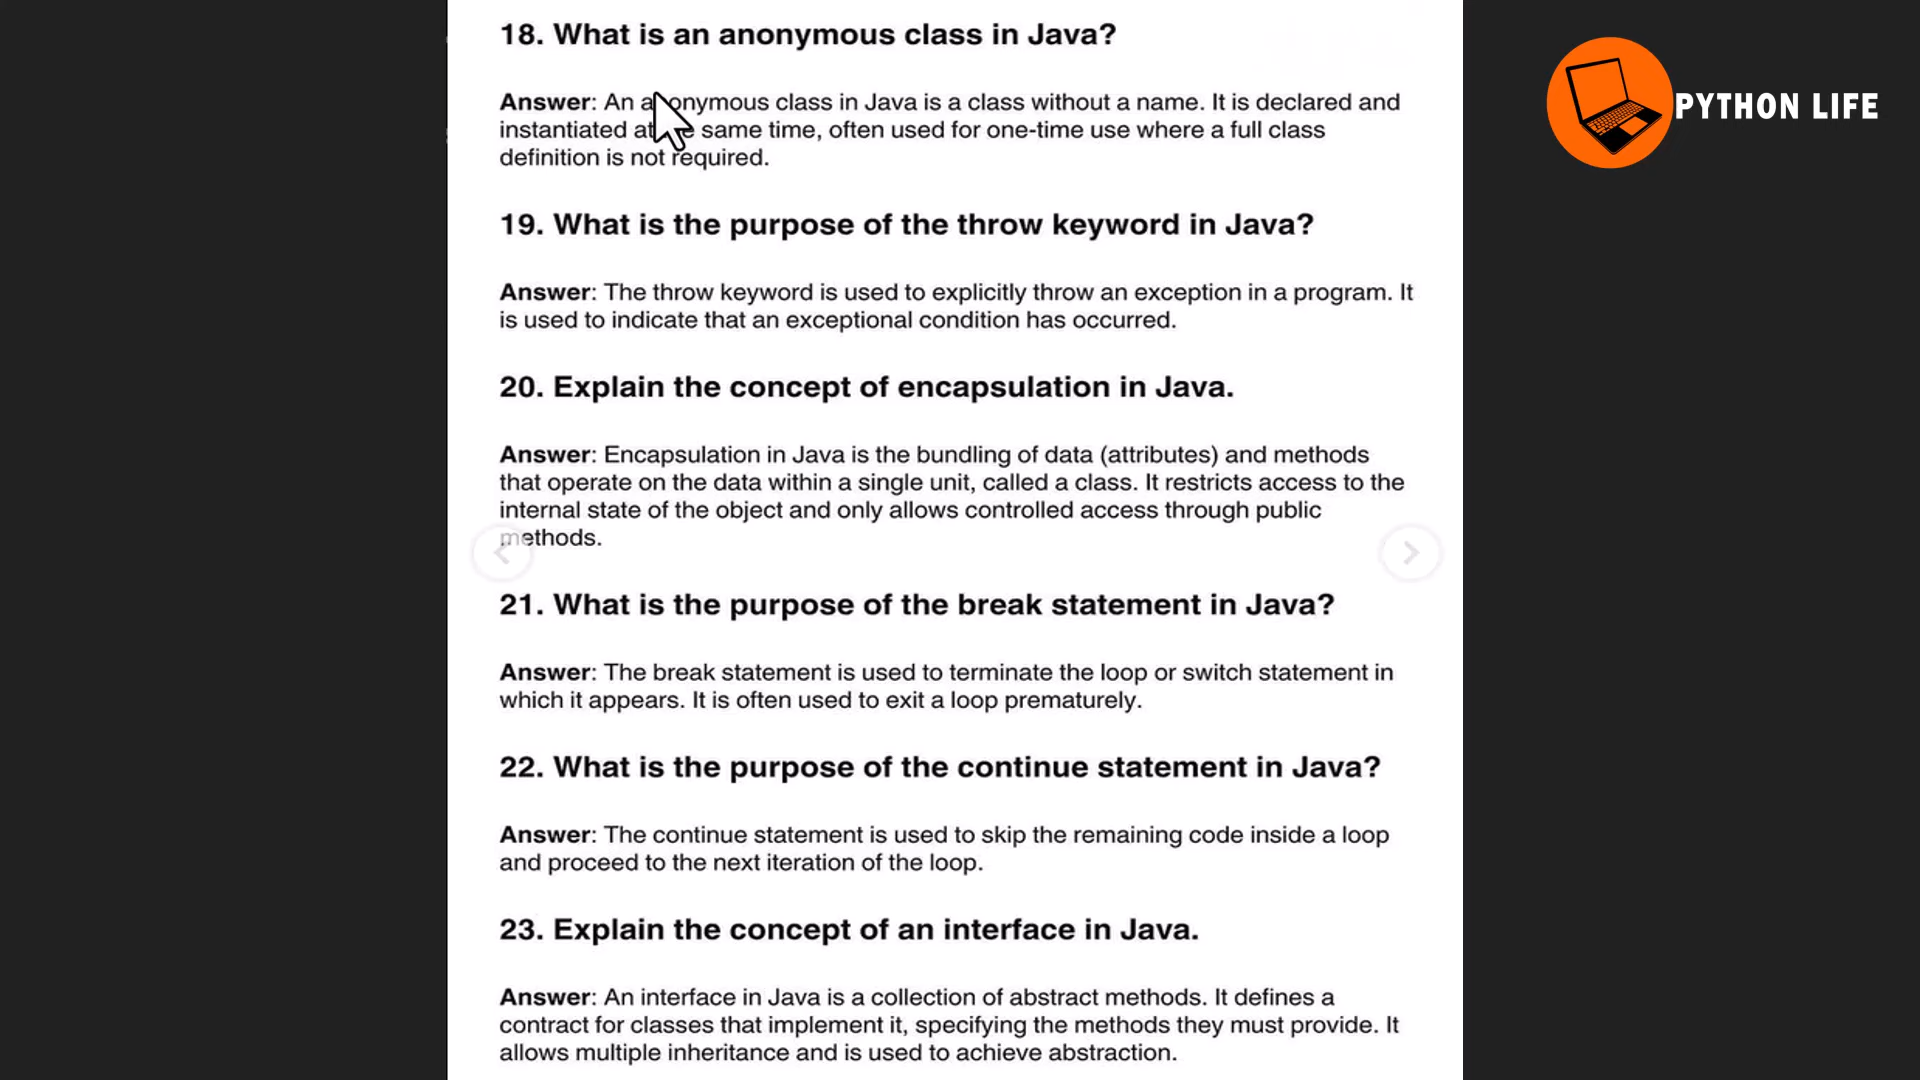 18. What is an anonymous class in Java?
Answer: An anonymous class in Java is a class without a name. It is declared and
instantiated at same time, often used for one-time use where a full class
definition is not required.
19. What is the purpose of the throw keyword in Java?
Answer: The throw keyword is used to explicitly throw an exception in a program. It
is used to indicate that an exceptional condition has occurred.
20. Explain the concept of encapsulation in Java.
Answer: Encapsulation in Java is the bundling of data (attributes) and methods
that operate on the data within a single unit, called a class. It restricts access to the
internal state of the object and only allows controlled access through public
methods.
21. What is the purpose of the break statement in Java?
Answer: The break statement is used to terminate the loop or switch statement in
which it appears. It is often used to exit a loop prematurely.
22. What is the purpose of the continue statement in Java?
Answer: The continue statement is used to skip the remaining code inside a loop
and proceed to the next iteration of the loop.
23. Explain the concept of an interface in Java.
Answer: An interface in Java is a collection of abstract methods. It defines a
contract for classes that implement it, specifying the methods they must provide. It
allows multiple inheritance and is used to achieve abstraction.
PYTHON LIFE